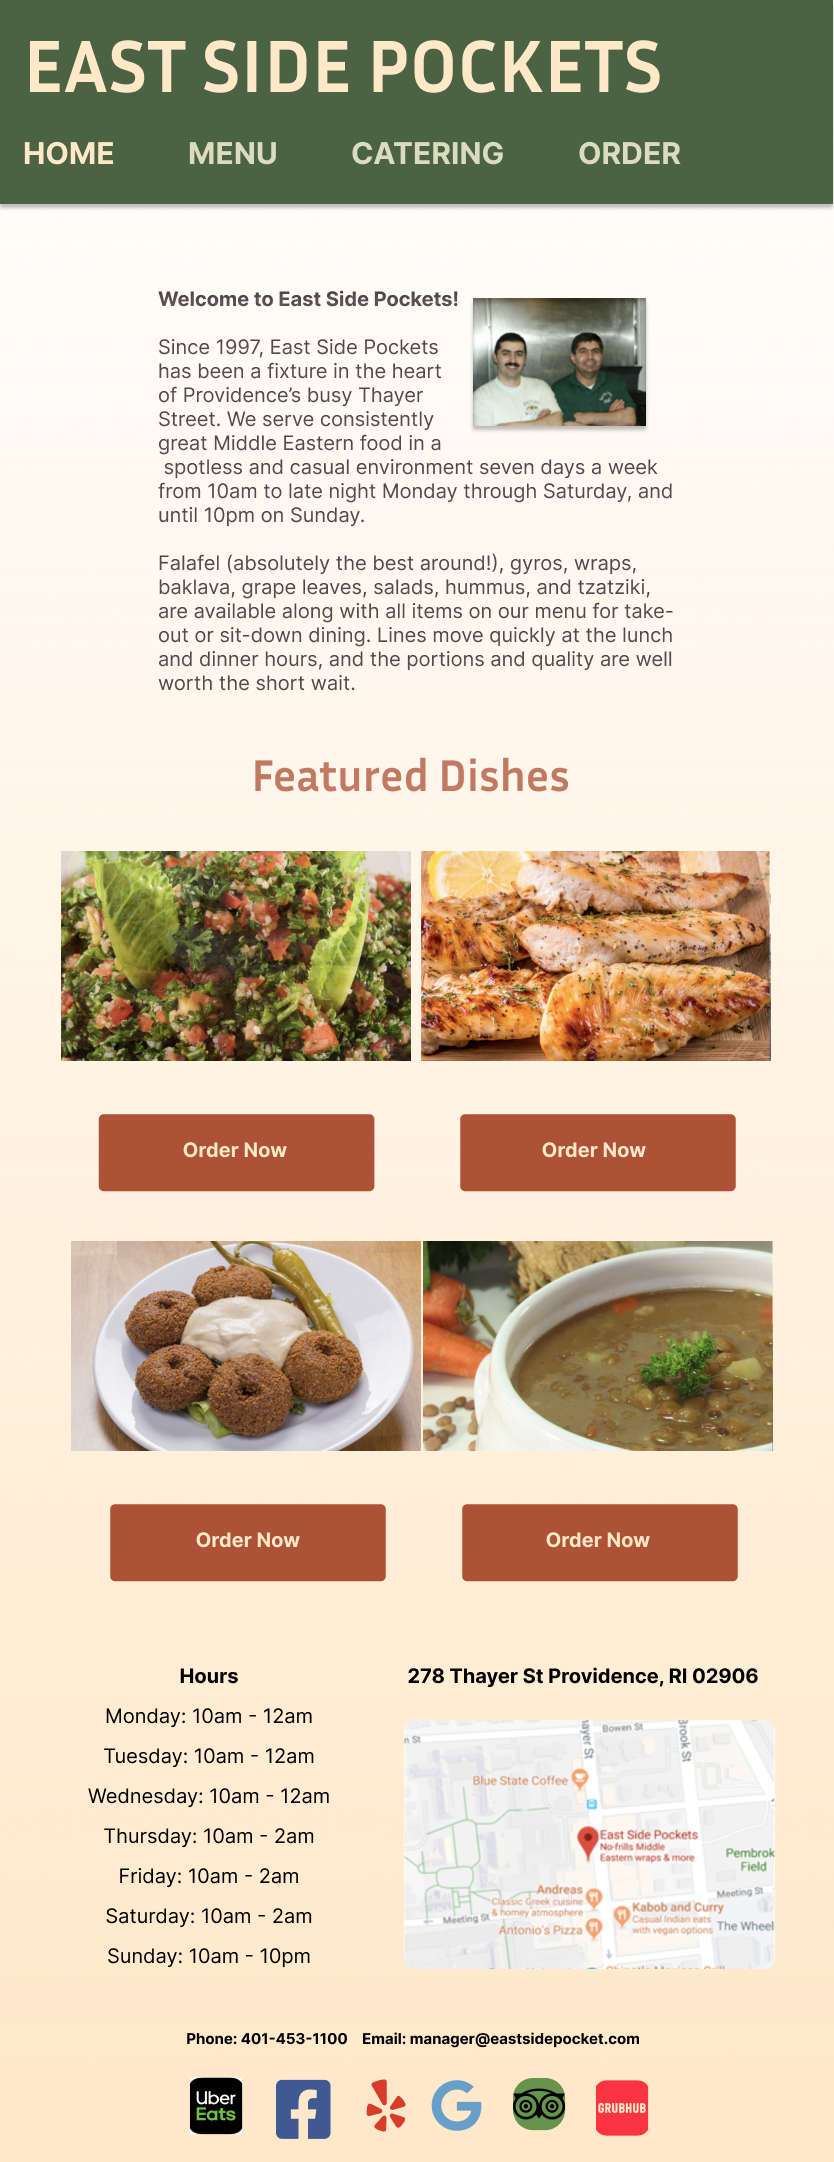 EAST SIDE POCKETS
HOME MENU CATERING ORDER
Welcome to East Side Pockets!
Since 1997, East Side Pockets
has been a fixture in the heart
of Providence’s busy Thayer
Street. We serve consistently
great Middle Eastern food in a
spotless and casual environment seven days a week
from 10am to late night Monday through Saturday, and
until 10pm on Sunday.
Falafel (absolutely the best around!), gyros, wraps,
baklava, grape leaves, salads, hummus, and tzatziki,
are available along with all items on our menu for take-
out or sit-down dining. Lines move quickly at the lunch
and dinner hours, and the portions and quality are well
worth the short wait.
Featured Dishes
Order Now
Order Now
Order Now
Order Now
Hours
Monday: 10am - 12am
Tuesday: 10am - 12am
Wednesday: 10am - 12am
Thursday: 10am - 2am
Friday: 10am - 2am
Saturday: 10am - 2am
Sunday: 10am - 10pm
278 Thayer St Providence, RI 02906
n St
hayer St
Bowen St
Brook St
Blue State Coffee
East Side Pockets
No-frills Middle
Eastern wraps & more
Pembrok
Field
Andreas
Classic Greek cuisine
& homey atmosphere
Meeting St
Kabob and Curry
Casual Indian eats
with vegan options
Meeting St
Antonio's Pizza
The Wheel
Phone: 401-453-1100 Email: manager@eastsidepocket.com
Uber
Eats
GRUBHUB